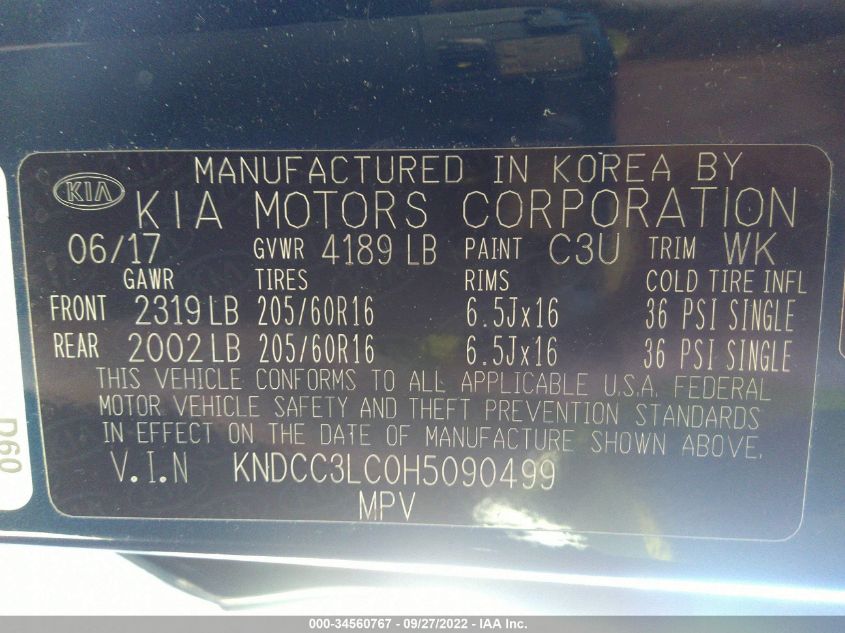 MANUFACTURED IN KOREA BY
KIA KIA MOTORS CORPORATION
06/17 GVWR 4189 LB PAINT C3U TRIM WK
GAWR TIRES RIMS COLD TIRE INFL
FRONT 2319 LB 205/60R16 6.5Jx16 36 PSI SINGLE
REAR 2002 LB 205/60R16 6.5Jx16 36 PSI SINGLE
THIS VEHICLE CONFORMS TO ALL APPLICABLE U.S.A. FEDERAL
MOTOR VEHICLE SAFETY AND THEFT PREVENTION STANDARDS
IN EFFECT ON THE DATE OF MANUFACTURE SHOWN ABOVE.
V.I.N KNDCC3LC0H5090499
MPV
D60
000-34560767 - 09/27/2022 - IAA Inc.